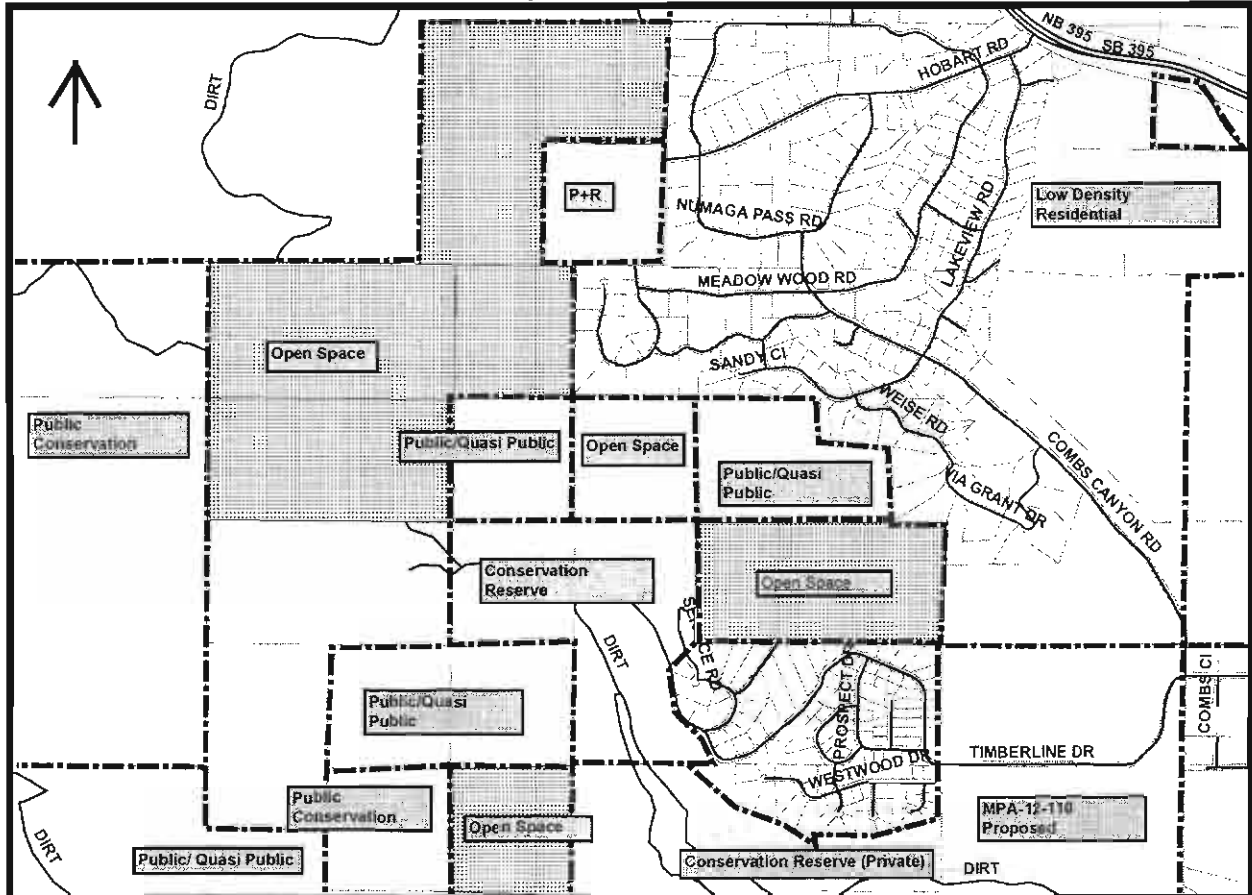 NB 395 SB 395
HOBART RD
DIRT
P+R
Low Density
Residential
NUMAGA PASS RD
LAKEVIEW RD
MEADOW WOOD RD
Open Space
SANDY CI
WEISE RD
Public
Conservation
Public/Quasi Public
Open Space
Public/Quasi
Public
COMBS CANYON RD
VIA GRANT DR
Conservation
Reserve
Open Space
DIRT
PROSPECT D
COMBS CI
Public/Quasi
Public
TIMBERLINE DR
WESTWOOD DR
Public
Conservation
Open Space
MPA-12-110
Proposed
DIRT
Public/ Quasi Public
Conservation Reserve (Private)
DIRT